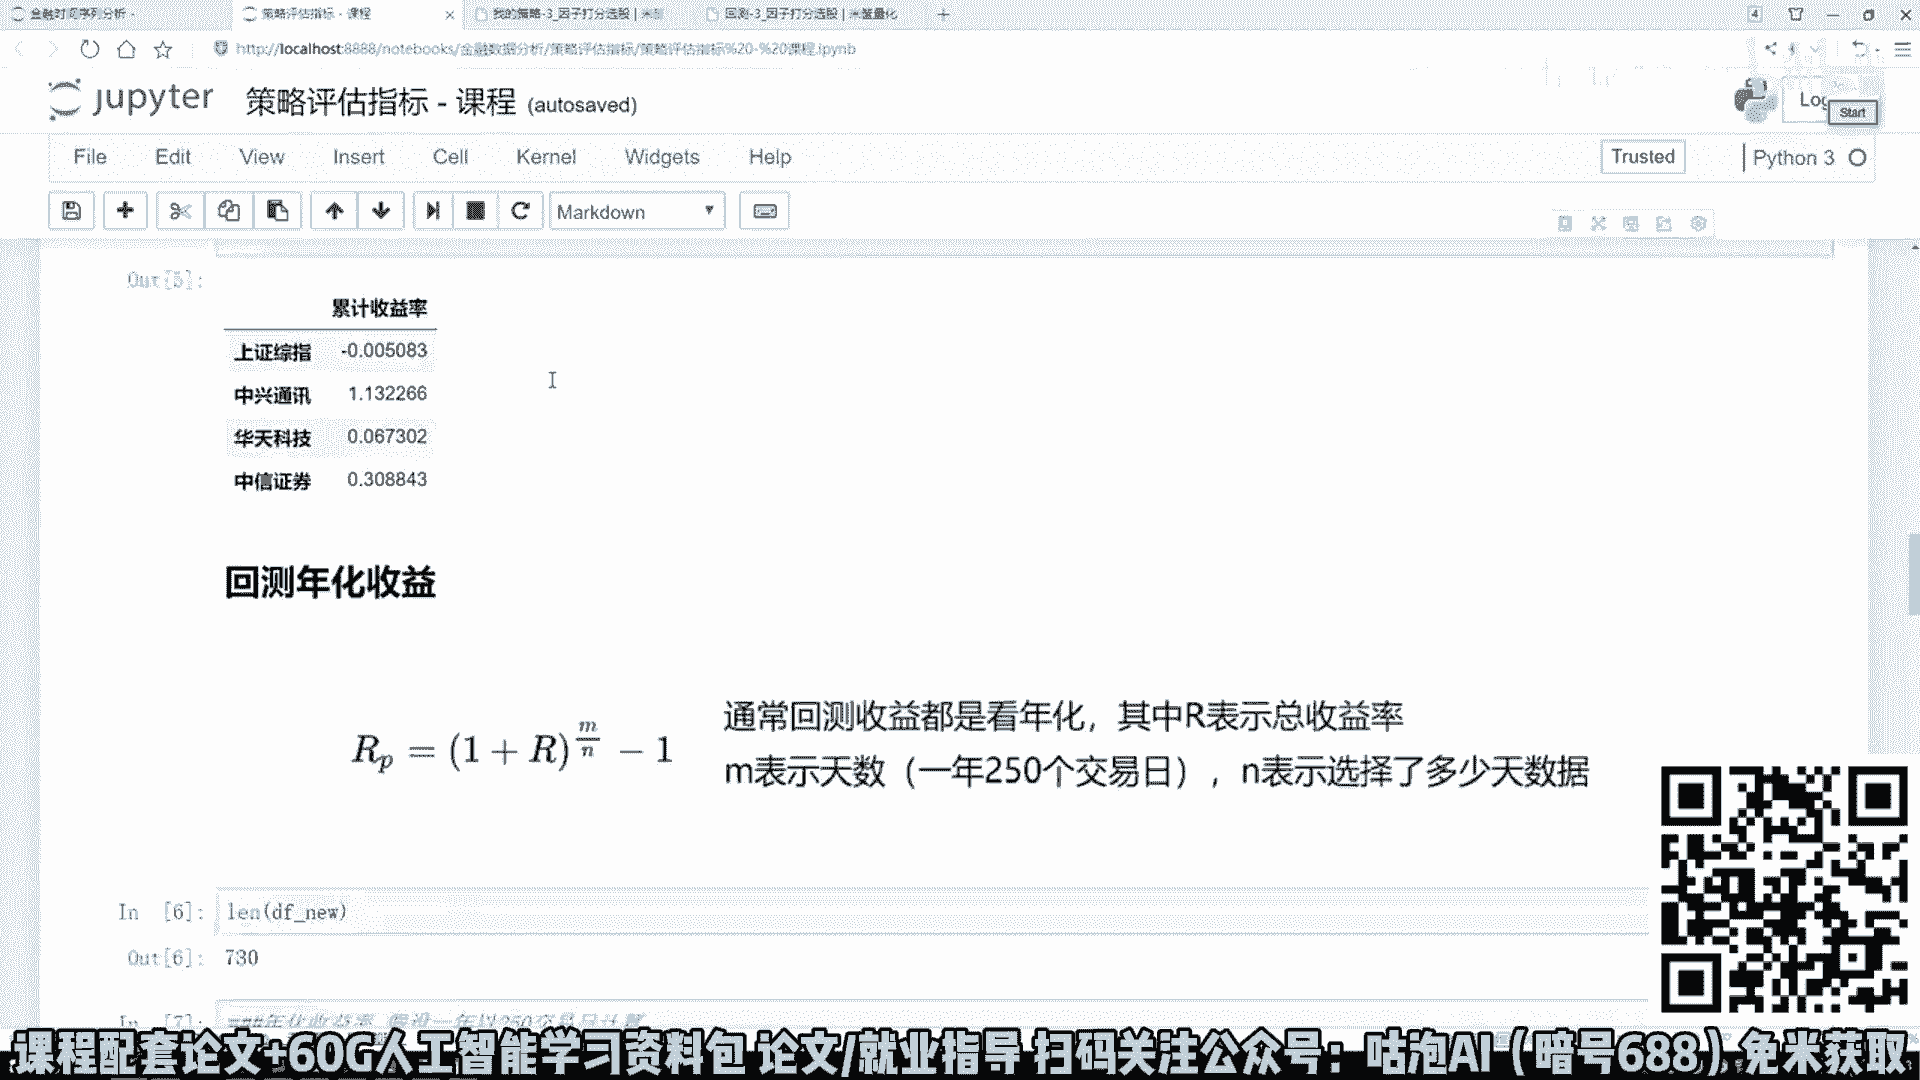 金融时间序列分析 -
策略评估指标 - 课程
我的策略-3_因子打分选股 | 米筐
回测-3_因子打分选股 | 米筐量化
4
http://localhost:8888/notebooks/金融数据分析/策略评估指标/策略评估指标%20-%20课程.ipynb
jupyter 策略评估指标 - 课程 (autosaved)
Start
File Edit View Insert Cell Kernel Widgets Help
Trusted
Python 3
Markdown
Out[5]:
累计收益率
上证综指 -0.005083
中兴通讯 1.132266
华天科技 0.067302
中信证券 0.308843
回测年化收益
Rp = (1 + R)^(m/n) − 1
通常回测收益都是看年化，其中R表示总收益率
m表示天数（一年250个交易日），n表示选择了多少天数据
In [6]: len(df_new)
Out[6]: 730
In [7]:
课程配套论文+60G人工智能学习资料包 论文/就业指导 扫码关注公众号：咕泡AI（暗号688）免米获取